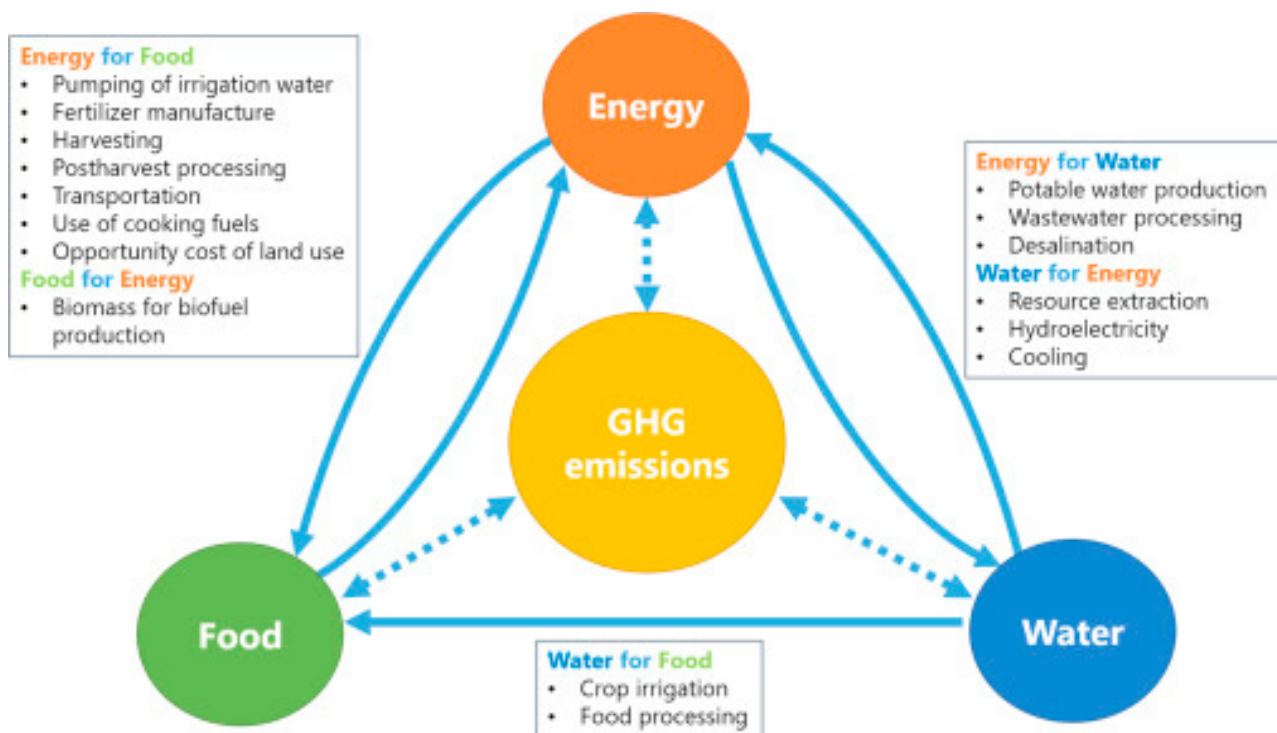 Energy for Food
• Pumping of irrigation water
• Fertilizer manufacture
• Harvesting
• Postharvest processing
• Transportation
• Use of cooking fuels
• Opportunity cost of land use
Food for Energy
• Biomass for biofuel
production
Energy
Energy for Water
• Potable water production
• Wastewater processing
• Desalination
Water for Energy
• Resource extraction
• Hydroelectricity
• Cooling
GHG
emissions
Food
Water
Water for Food
• Crop irrigation
• Food processing